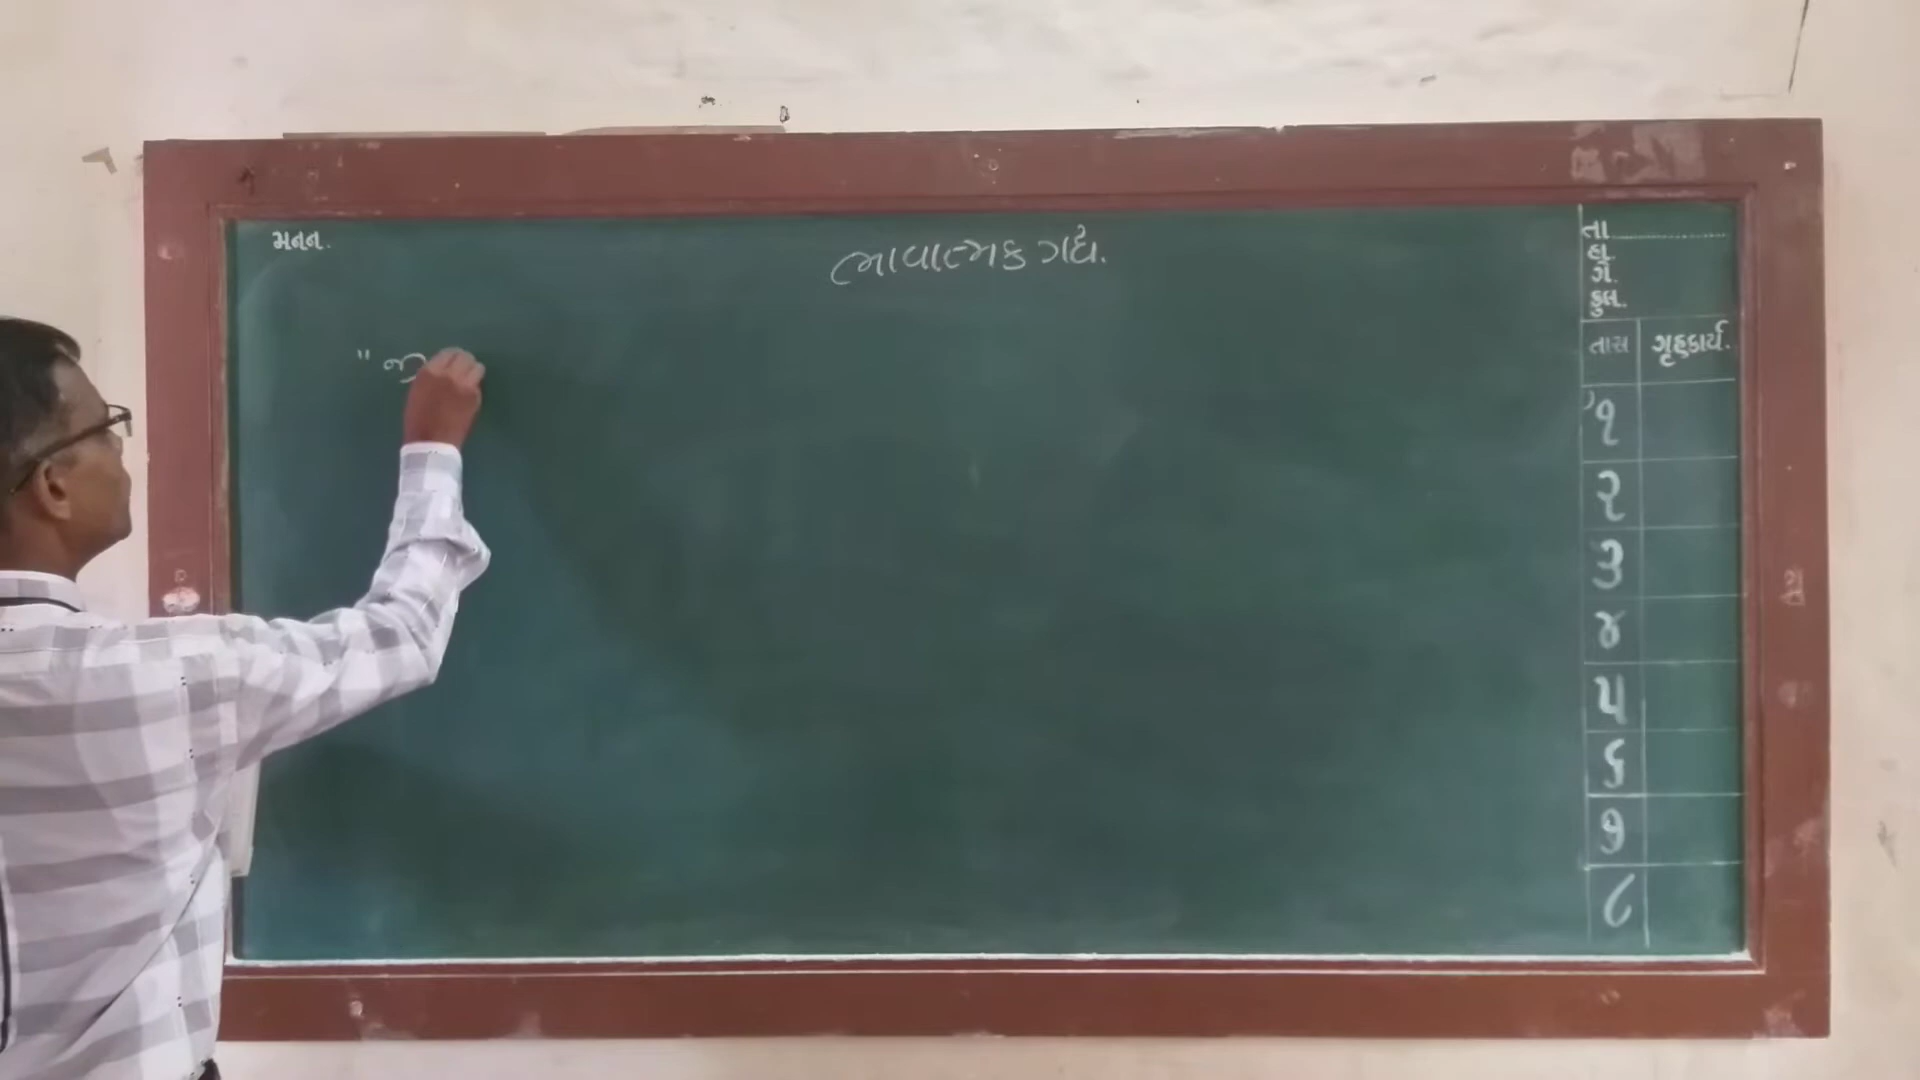 મનન.
ભાવાત્મક ગદ્ય.
" જી
તા
હા.
ગે.
કુલ.
તાસ ગૃહકાર્ય.
૧
૨
૩
૪
૫
૬
૭
૮